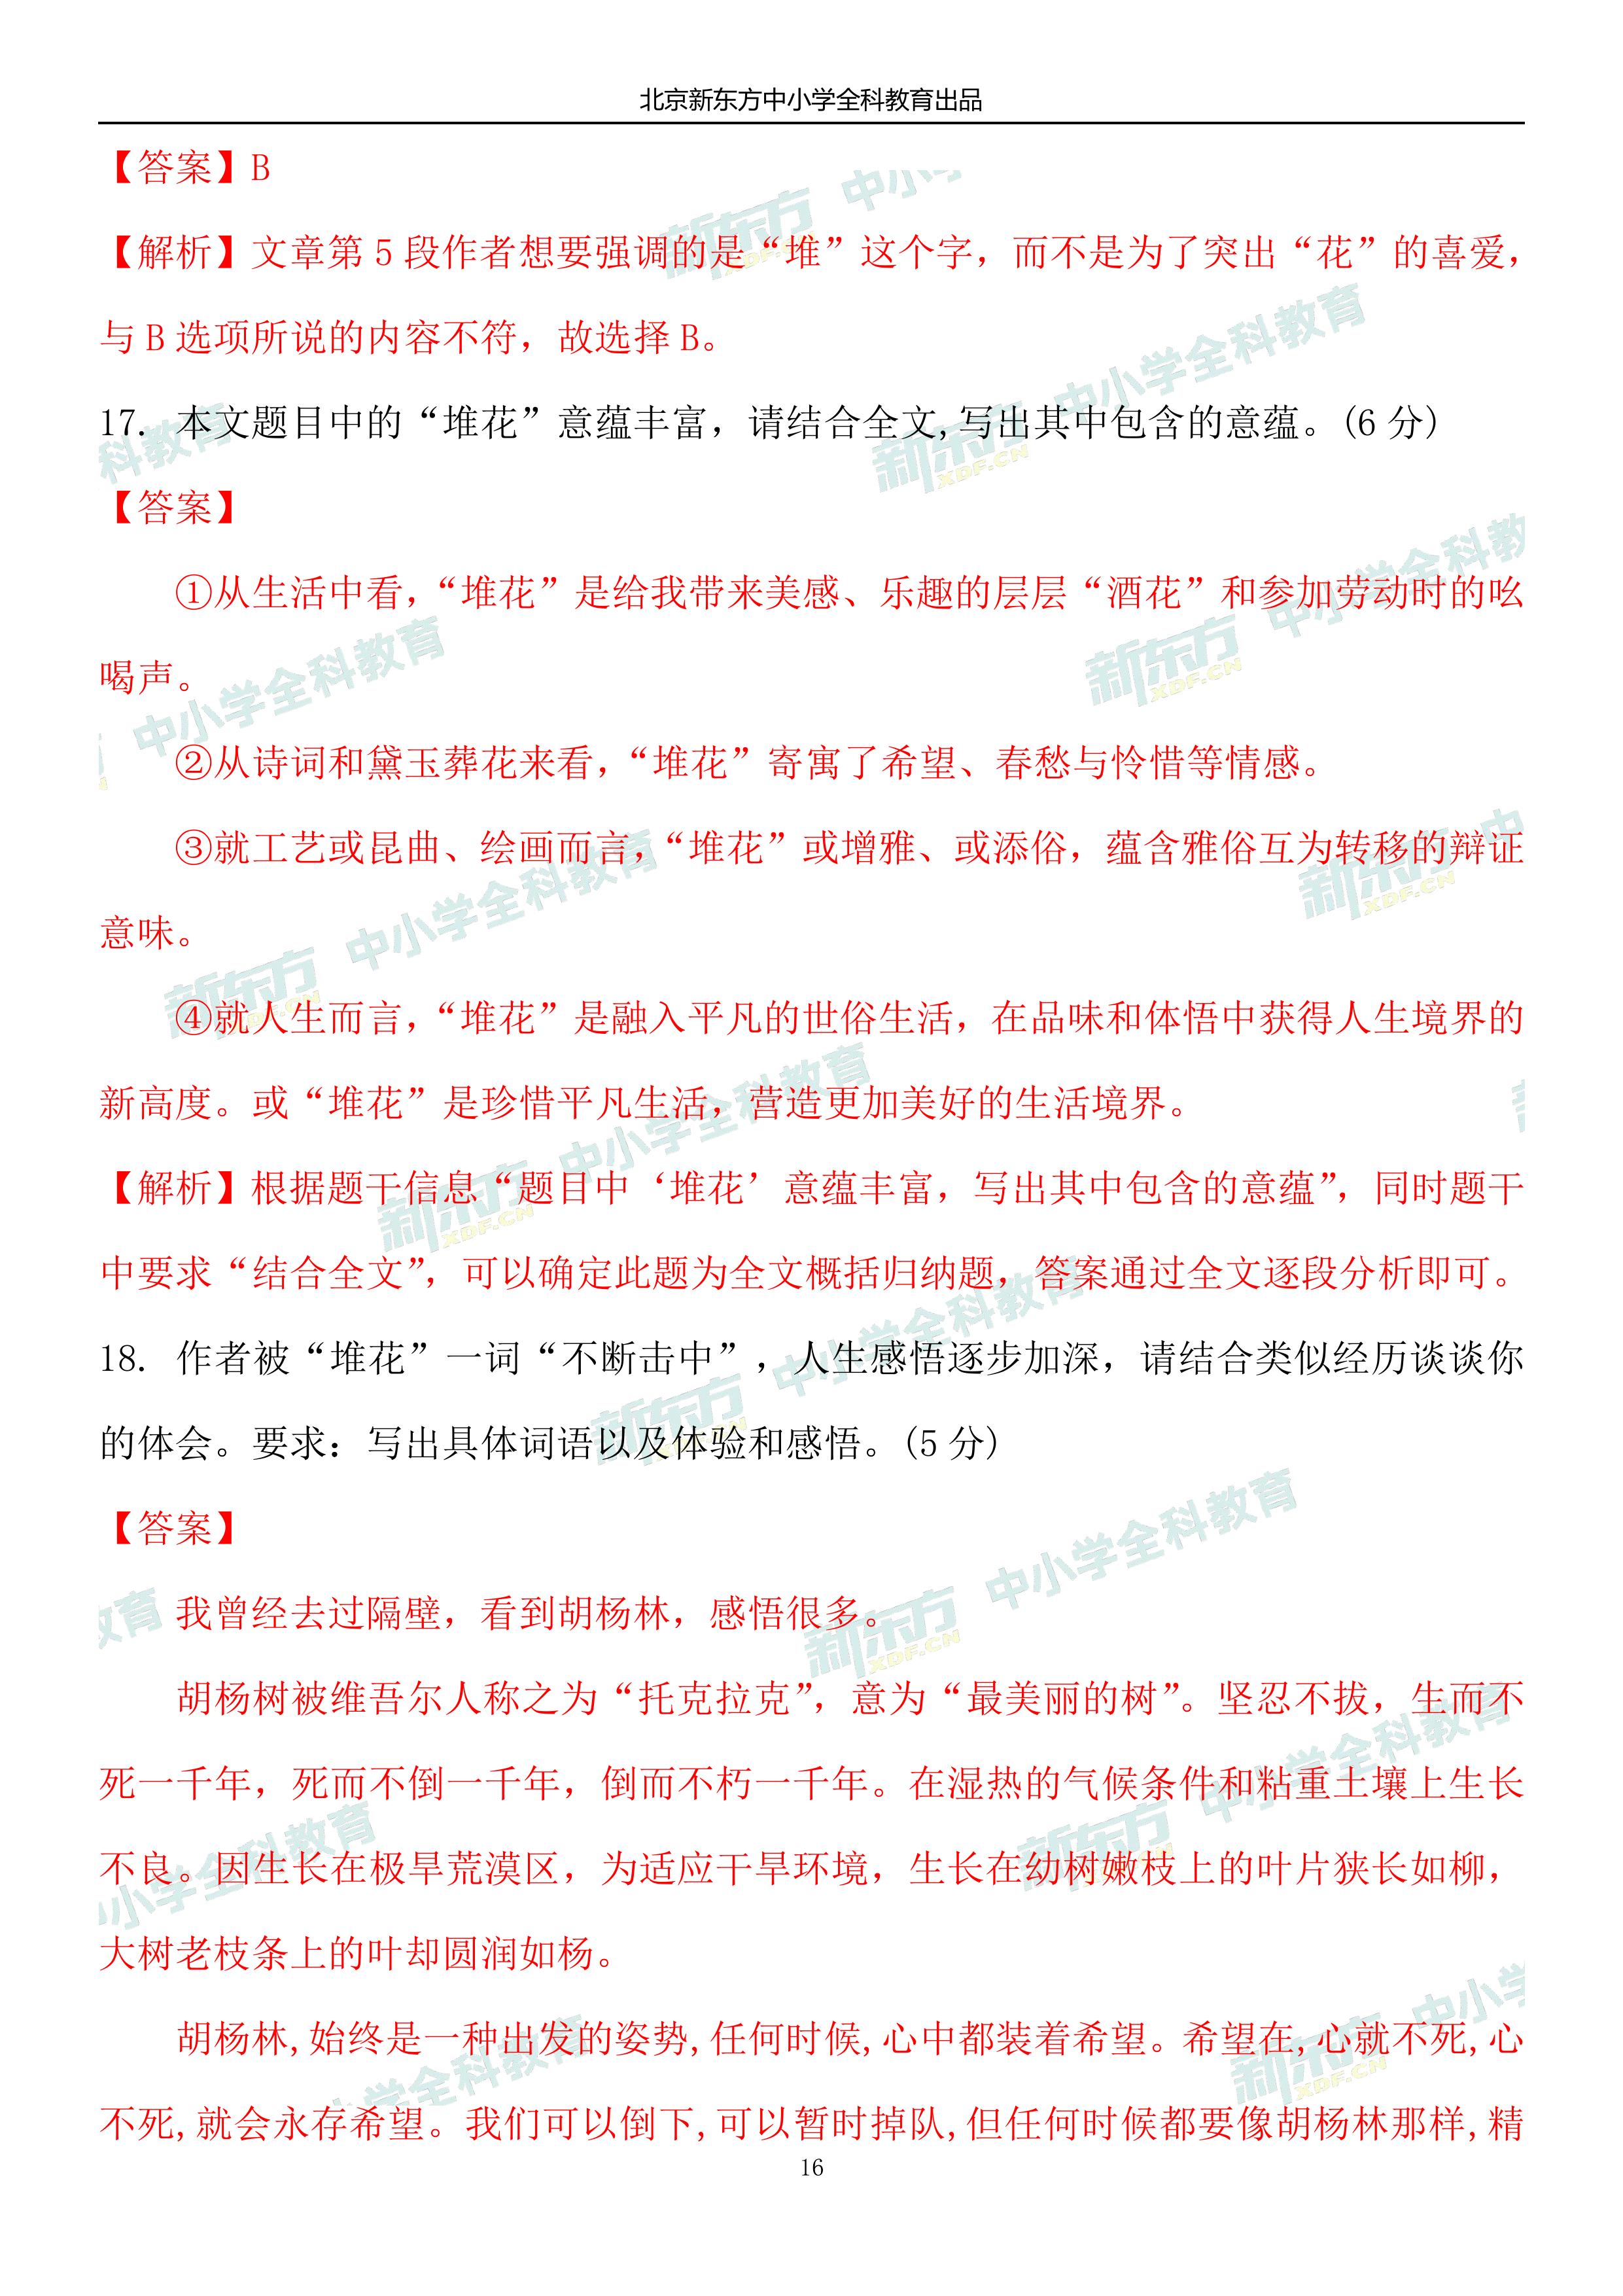 北京新东方中小学全科教育出品
【答案】B
【解析】文章第 5 段作者想要强调的是“堆”这个字，而不是为了突出“花”的喜爱，
与 B 选项所说的内容不符，故选择 B。
17. 本文题目中的“堆花”意蕴丰富，请结合全文,写出其中包含的意蕴。(6 分)
【答案】
①从生活中看，“堆花”是给我带来美感、乐趣的层层“酒花”和参加劳动时的吆
喝声。
②从诗词和黛玉葬花来看，“堆花”寄寓了希望、春愁与怜惜等情感。
③就工艺或昆曲、绘画而言，“堆花”或增雅、或添俗，蕴含雅俗互为转移的辩证
意味。
④就人生而言，“堆花”是融入平凡的世俗生活，在品味和体悟中获得人生境界的
新高度。或“堆花”是珍惜平凡生活，营造更加美好的生活境界。
【解析】根据题干信息“题目中‘堆花’意蕴丰富，写出其中包含的意蕴”，同时题干
中要求“结合全文”，可以确定此题为全文概括归纳题，答案通过全文逐段分析即可。
18. 作者被“堆花”一词“不断击中”，人生感悟逐步加深，请结合类似经历谈谈你
的体会。要求：写出具体词语以及体验和感悟。(5 分)
【答案】
我曾经去过隔壁，看到胡杨林，感悟很多。
胡杨树被维吾尔人称之为“托克拉克”，意为“最美丽的树”。坚忍不拔，生而不
死一千年，死而不倒一千年，倒而不朽一千年。在湿热的气候条件和粘重土壤上生长
不良。因生长在极旱荒漠区，为适应干旱环境，生长在幼树嫩枝上的叶片狭长如柳，
大树老枝条上的叶却圆润如杨。
胡杨林,始终是一种出发的姿势,任何时候,心中都装着希望。希望在,心就不死,心
不死,就会永存希望。我们可以倒下,可以暂时掉队,但任何时候都要像胡杨林那样,精
16